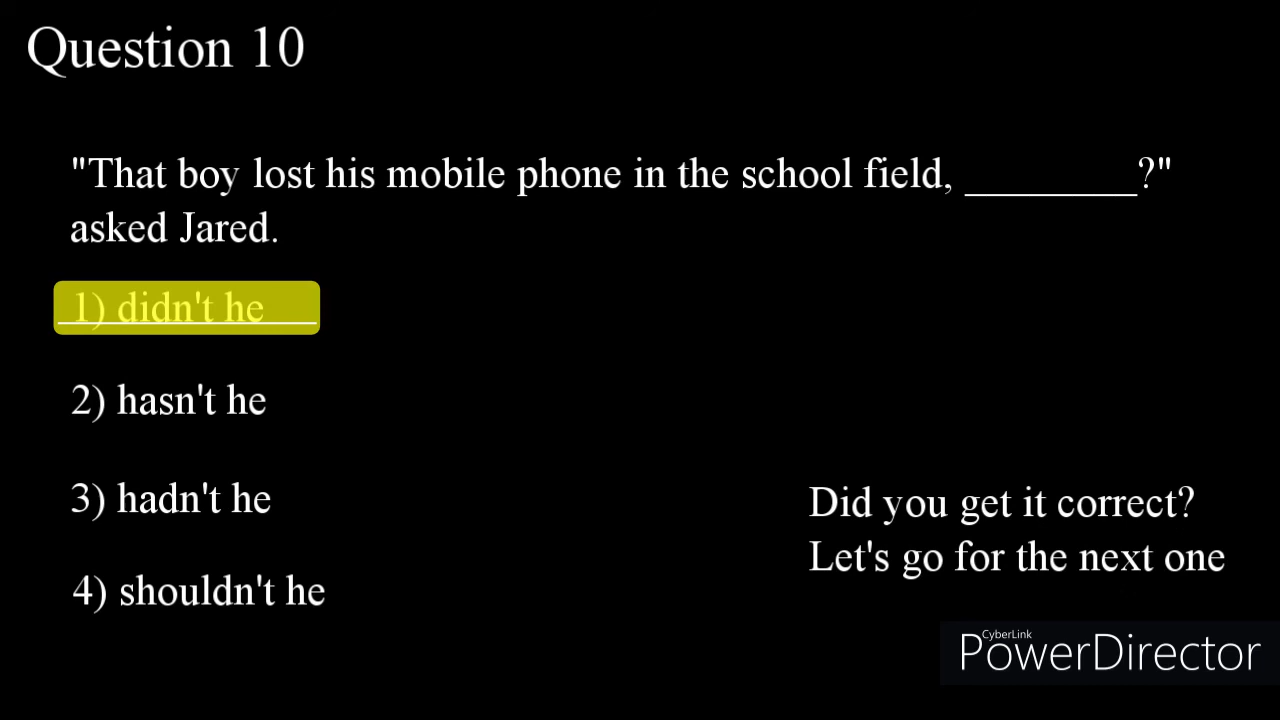 Question 10
"That boy lost his mobile phone in the school field, ________?"
asked Jared.
1) didn't he
2) hasn't he
3) hadn't he
4) shouldn't he
Did you get it correct?
Let's go for the next one
CyberLink
PowerDirector